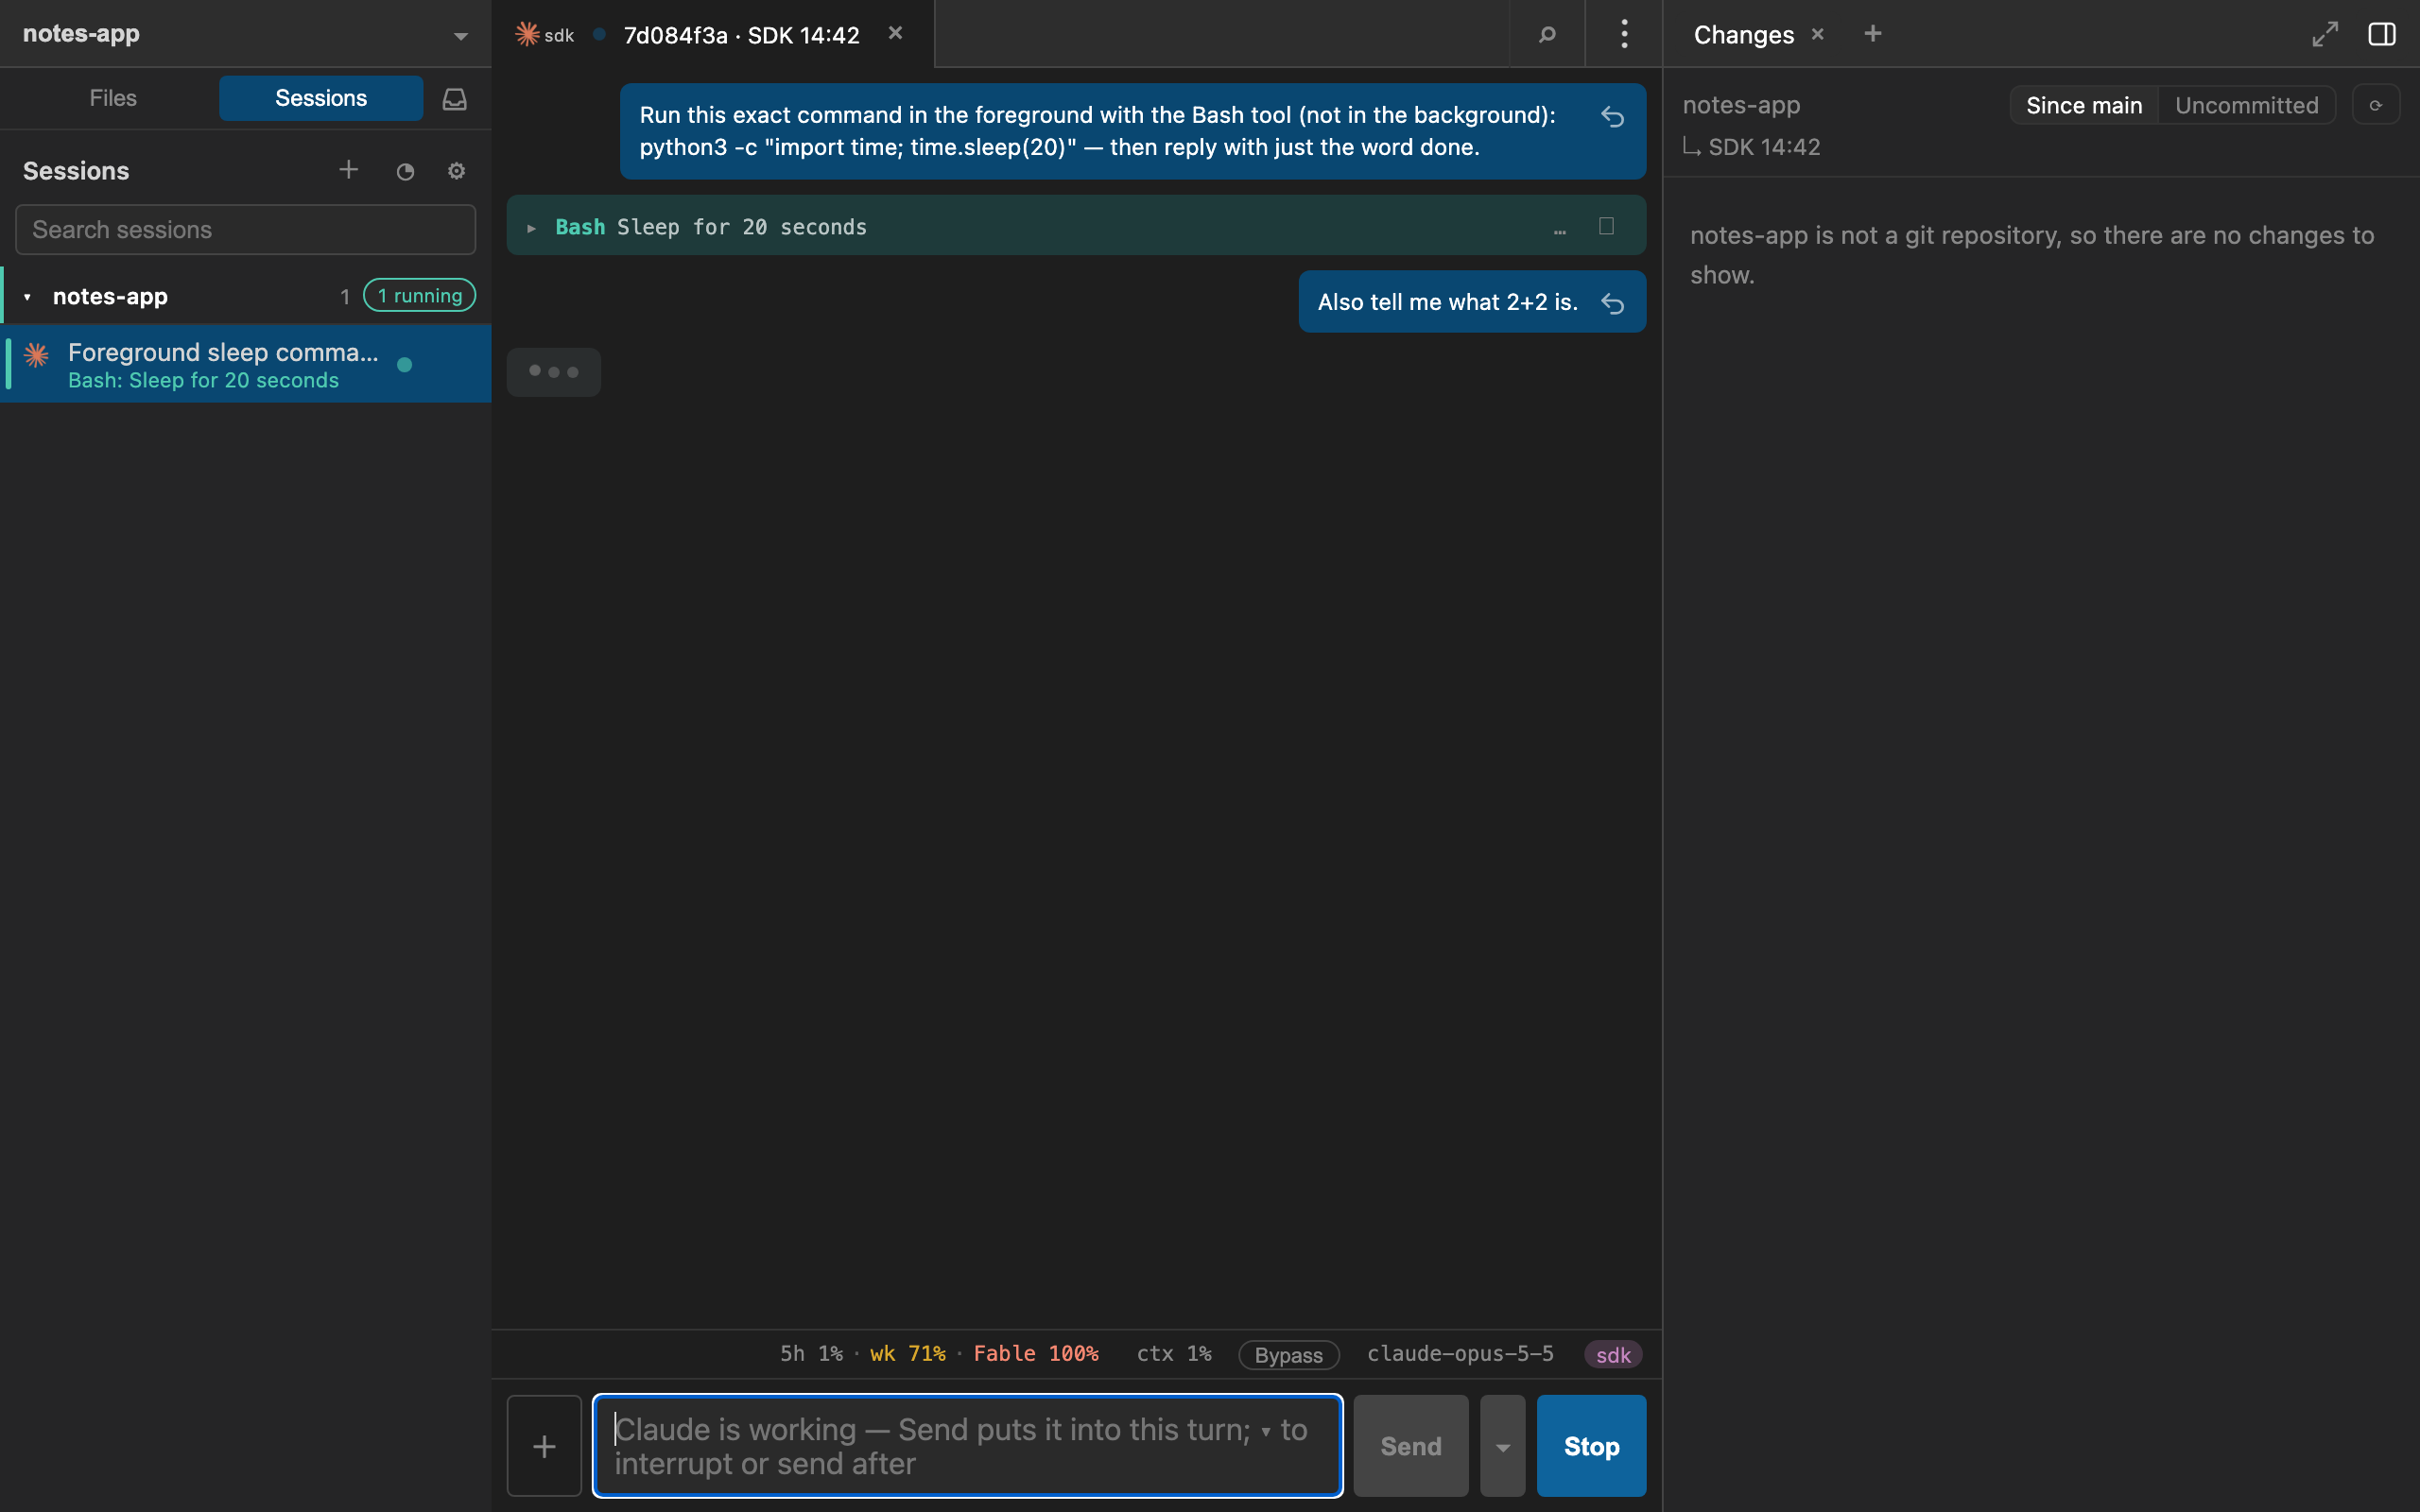 notes-app
Files
Sessions
Sessions
Search sessions
notes-app
1
1 running
Foreground sleep comma...
Bash: Sleep for 20 seconds
sdk
7d084f3a · SDK 14:42
Run this exact command in the foreground with the Bash tool (not in the background):
python3 -c "import time; time.sleep(20)" — then reply with just the word done.
Bash Sleep for 20 seconds
…
Also tell me what 2+2 is.
5h 1% · wk 71% · Fable 100%
ctx 1%
Bypass
claude-opus-5-5
sdk
Claude is working — Send puts it into this turn; ▾ to
interrupt or send after
Send
Stop
Changes
notes-app
Since main
Uncommitted
SDK 14:42
notes-app is not a git repository, so there are no changes to
show.